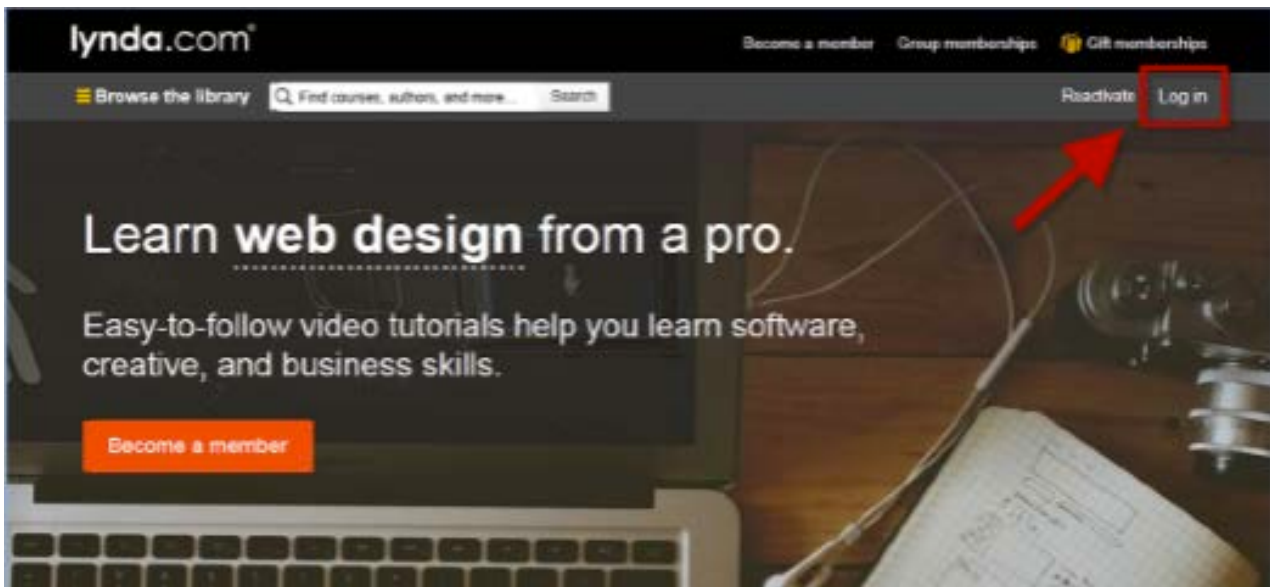 lynda.com®
Become a member Group memberships Gift memberships
Browse the library Find courses, authors, and more... Search
Reactivate Log in
Learn web design from a pro.
Easy-to-follow video tutorials help you learn software,
creative, and business skills.
Become a member